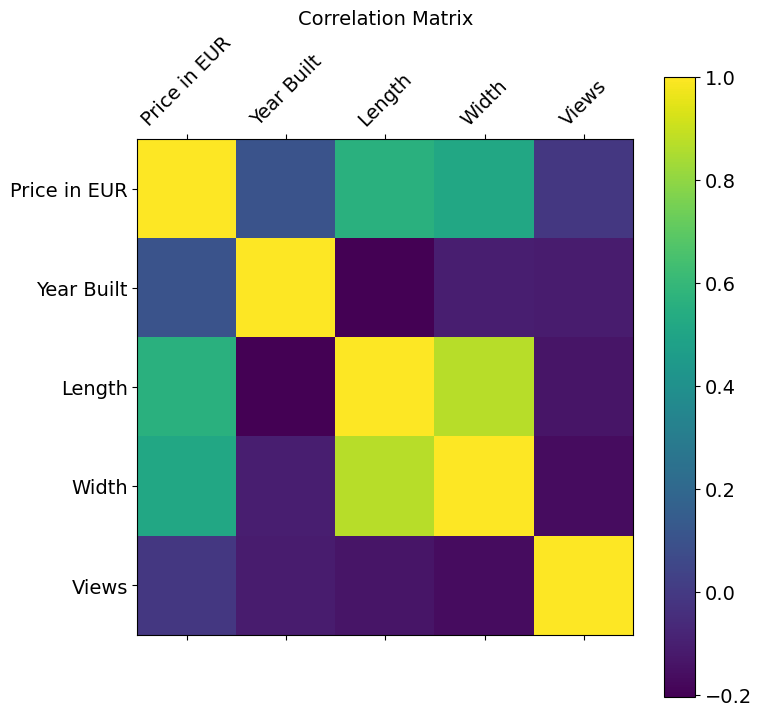 Correlation Matrix
Price in EUR
Year Built
Length
Width
Views
Price in EUR
Year Built
Length
Width
Views
1.0
0.8
0.6
0.4
0.2
0.0
−0.2